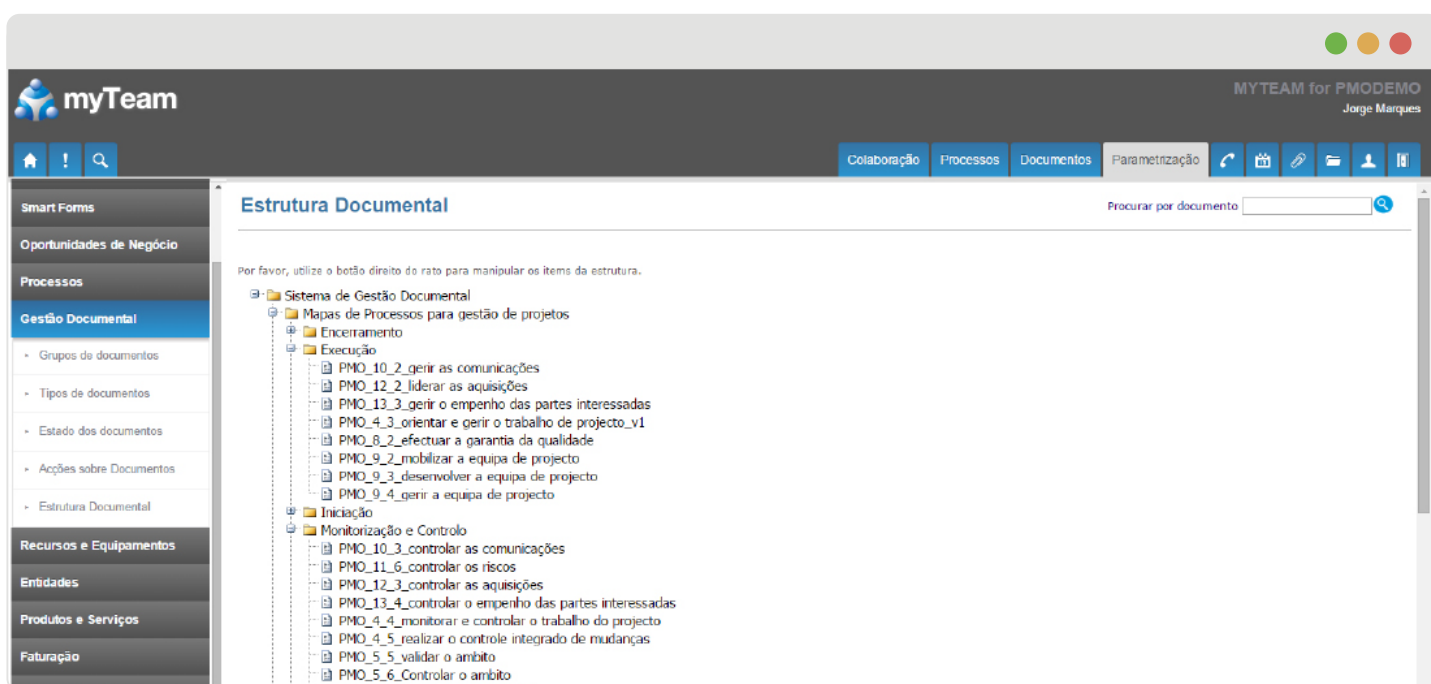 myTeam
MYTEAM for PMODEMO
Jorge Marques
Colaboração Processos Documentos Parametrização
Smart Forms
Oportunidades de Negócio
Processos
Gestão Documental
Grupos de documentos
Tipos de documentos
Estado dos documentos
Acções sobre Documentos
Estrutura Documental
Recursos e Equipamentos
Entidades
Produtos e Serviços
Faturação
Estrutura Documental
Procurar por documento
Por favor, utilize o botão direito do rato para manipular os items da estrutura.
Sistema de Gestão Documental
Mapas de Processos para gestão de projetos
Encerramento
Execução
PMO_10_2_gerir as comunicações
PMO_12_2_liderar as aquisições
PMO_13_3_gerir o empenho das partes interessadas
PMO_4_3_orientar e gerir o trabalho de projecto_v1
PMO_8_2_efectuar a garantia da qualidade
PMO_9_2_mobilizar a equipa de projecto
PMO_9_3_desenvolver a equipa de projecto
PMO_9_4_gerir a equipa de projecto
Iniciação
Monitorização e Controlo
PMO_10_3_controlar as comunicações
PMO_11_6_controlar os riscos
PMO_12_3_controlar as aquisições
PMO_13_4_controlar o empenho das partes interessadas
PMO_4_4_monitorar e controlar o trabalho do projecto
PMO_4_5_realizar o controle integrado de mudanças
PMO_5_5_validar o ambito
PMO_5_6_Controlar o ambito